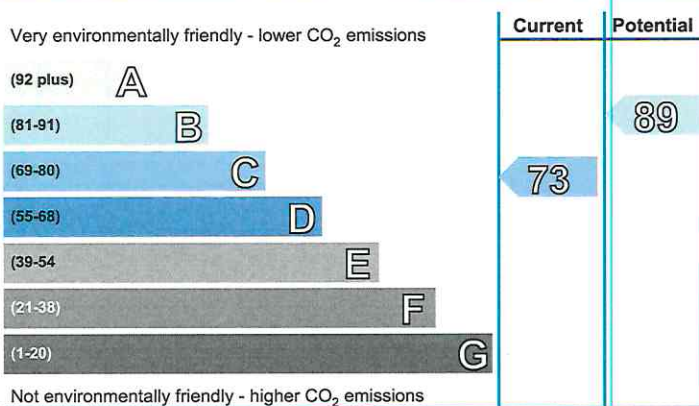 Current Potential
Very environmentally friendly - lower CO₂ emissions
(92 plus) A
(81-91) B
89
(69-80) C
73
(55-68) D
(39-54 E
(21-38) F
(1-20) G
Not environmentally friendly - higher CO₂ emissions